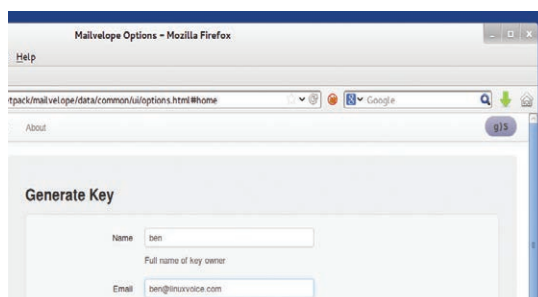 Mailvelope Options - Mozilla Firefox
Help
tpack/mailvelope/data/common/ui/options.html#home
Google
About
g)5
Generate Key
Name ben
Full name of key owner
Email ben@linuxvoice.com